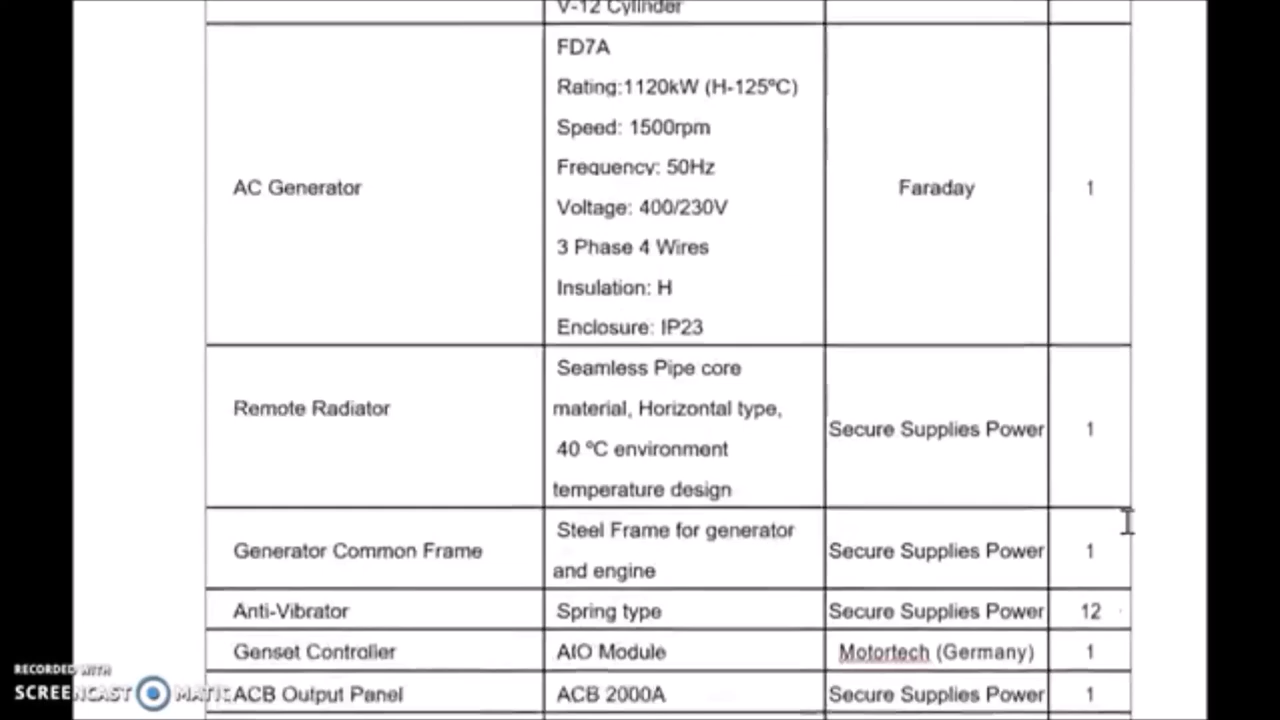 V-12 Cylinder
AC Generator
FD7A
Rating:1120kW (H-125ºC)
Speed: 1500rpm
Frequency: 50Hz
Voltage: 400/230V
3 Phase 4 Wires
Insulation: H
Enclosure: IP23
Faraday
1
Remote Radiator
Seamless Pipe core
material, Horizontal type,
40 ºC environment
temperature design
Secure Supplies Power
1
Generator Common Frame
Steel Frame for generator
and engine
Secure Supplies Power
1
Anti-Vibrator
Spring type
Secure Supplies Power
12
Genset Controller
AIO Module
Motortech (Germany)
1
ACB Output Panel
ACB 2000A
Secure Supplies Power
1
RECORDED WITH
SCREENCAST MATIC